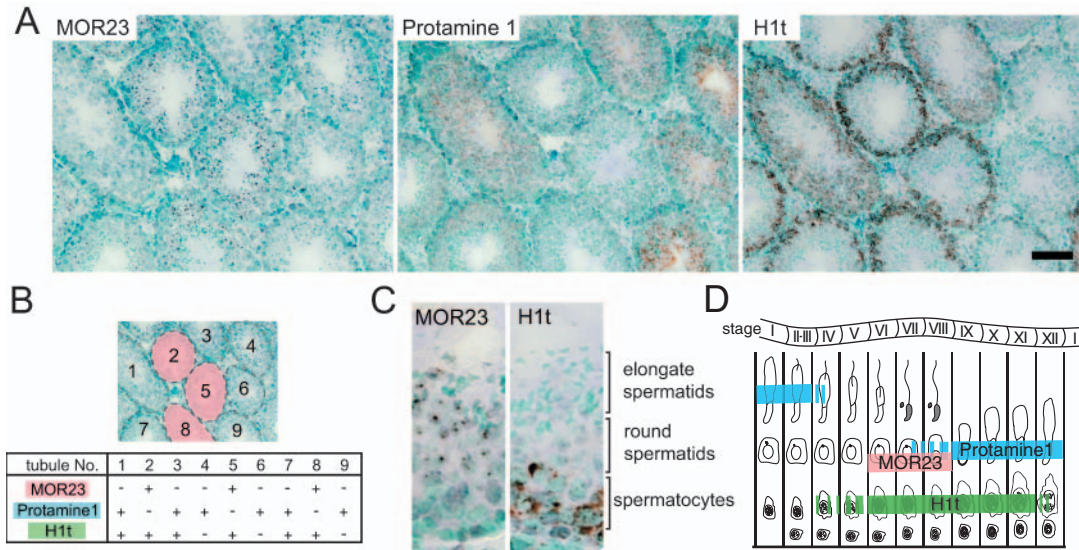 A
MOR23
Protamine 1
H1t
B
1
2
3
4
5
6
7
8
9
tubule No. 1 2 3 4 5 6 7 8 9
MOR23 - + - - + - - + -
Protamine1 + - + + - + + - +
H1t + + + - + - + + -
C
MOR23
H1t
elongate
spermatids
round
spermatids
spermatocytes
D
stage I II-III IV V VI VII VIII IX X XI XII I
Protamine1
MOR23
H1t